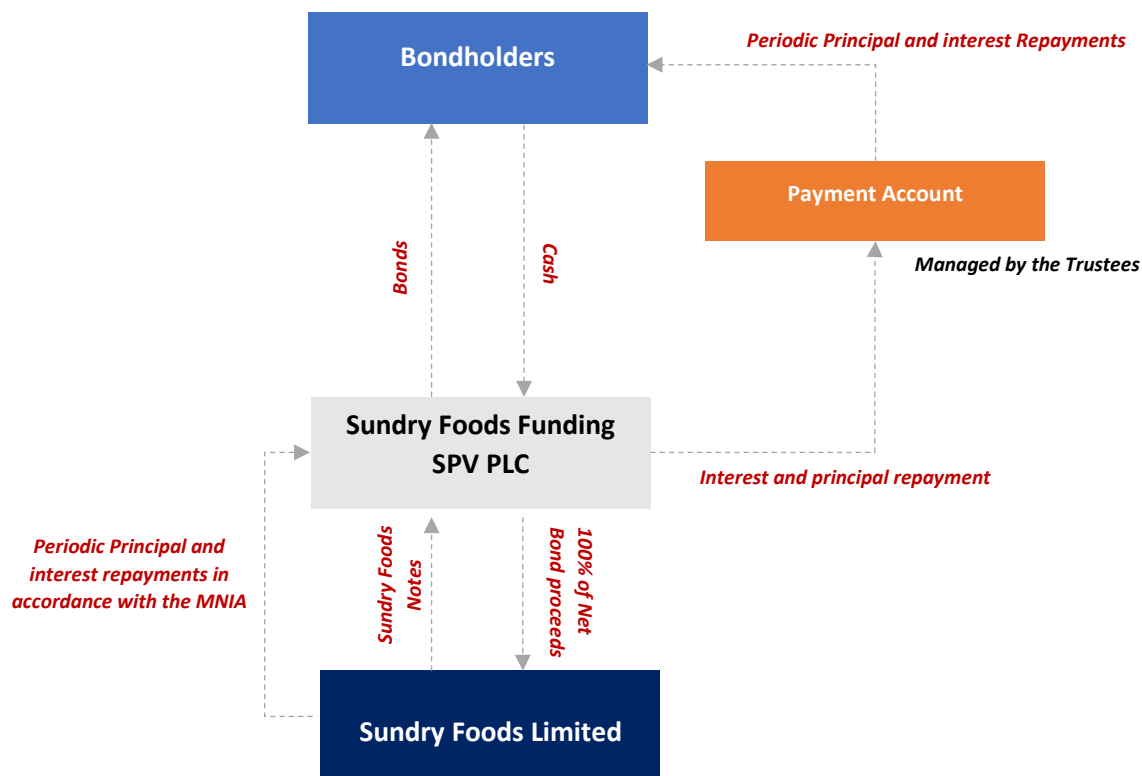 Bondholders
Periodic Principal and interest Repayments
Payment Account
Managed by the Trustees
Bonds
Cash
Sundry Foods Funding
SPV PLC
Interest and principal repayment
Periodic Principal and
interest repayments in
accordance with the MNIA
Sundry Foods
Notes
100% of Net
Bond proceeds
Sundry Foods Limited